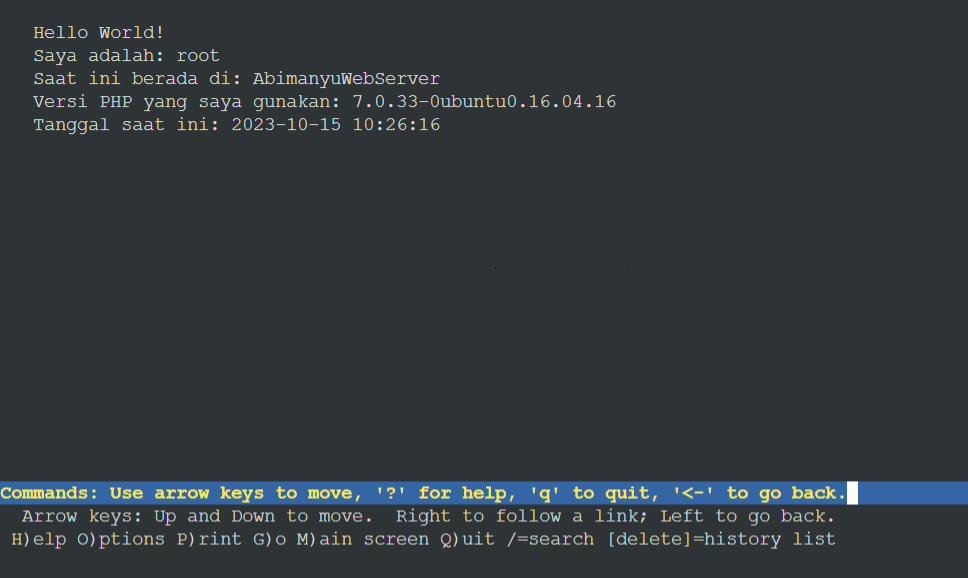 Hello World!
Saya adalah: root
Saat ini berada di: AbimanyuWebServer
Versi PHP yang saya gunakan: 7.0.33-0ubuntu0.16.04.16
Tanggal saat ini: 2023-10-15 10:26:16
Commands: Use arrow keys to move, '?' for help, 'q' to quit, '<-' to go back.
Arrow keys: Up and Down to move.  Right to follow a link; Left to go back.
H)elp O)ptions P)rint G)o M)ain screen Q)uit /=search [delete]=history list